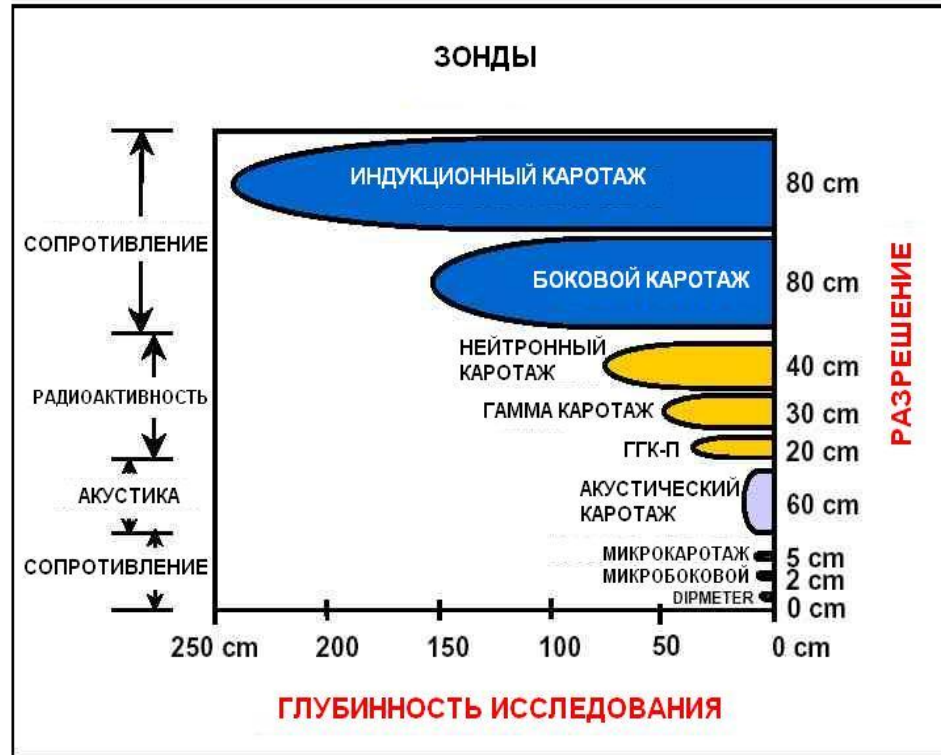 ЗОНДЫ
СОПРОТИВЛЕНИЕ
РАДИОАКТИВНОСТЬ
АКУСТИКА
СОПРОТИВЛЕНИЕ
ИНДУКЦИОННЫЙ КАРОТАЖ
80 cm
БОКОВОЙ КАРОТАЖ
80 cm
НЕЙТРОННЫЙ
КАРОТАЖ
40 cm
ГАММА КАРОТАЖ
30 cm
ГГК-П
20 cm
АКУСТИЧЕСКИЙ
КАРОТАЖ
60 cm
МИКРОКАРОТАЖ
5 cm
МИКРОБОКОВОЙ
2 cm
DIPMETER
0 cm
РАЗРЕШЕНИЕ
250 cm 200 150 100 50 0 cm
ГЛУБИННОСТЬ ИССЛЕДОВАНИЯ